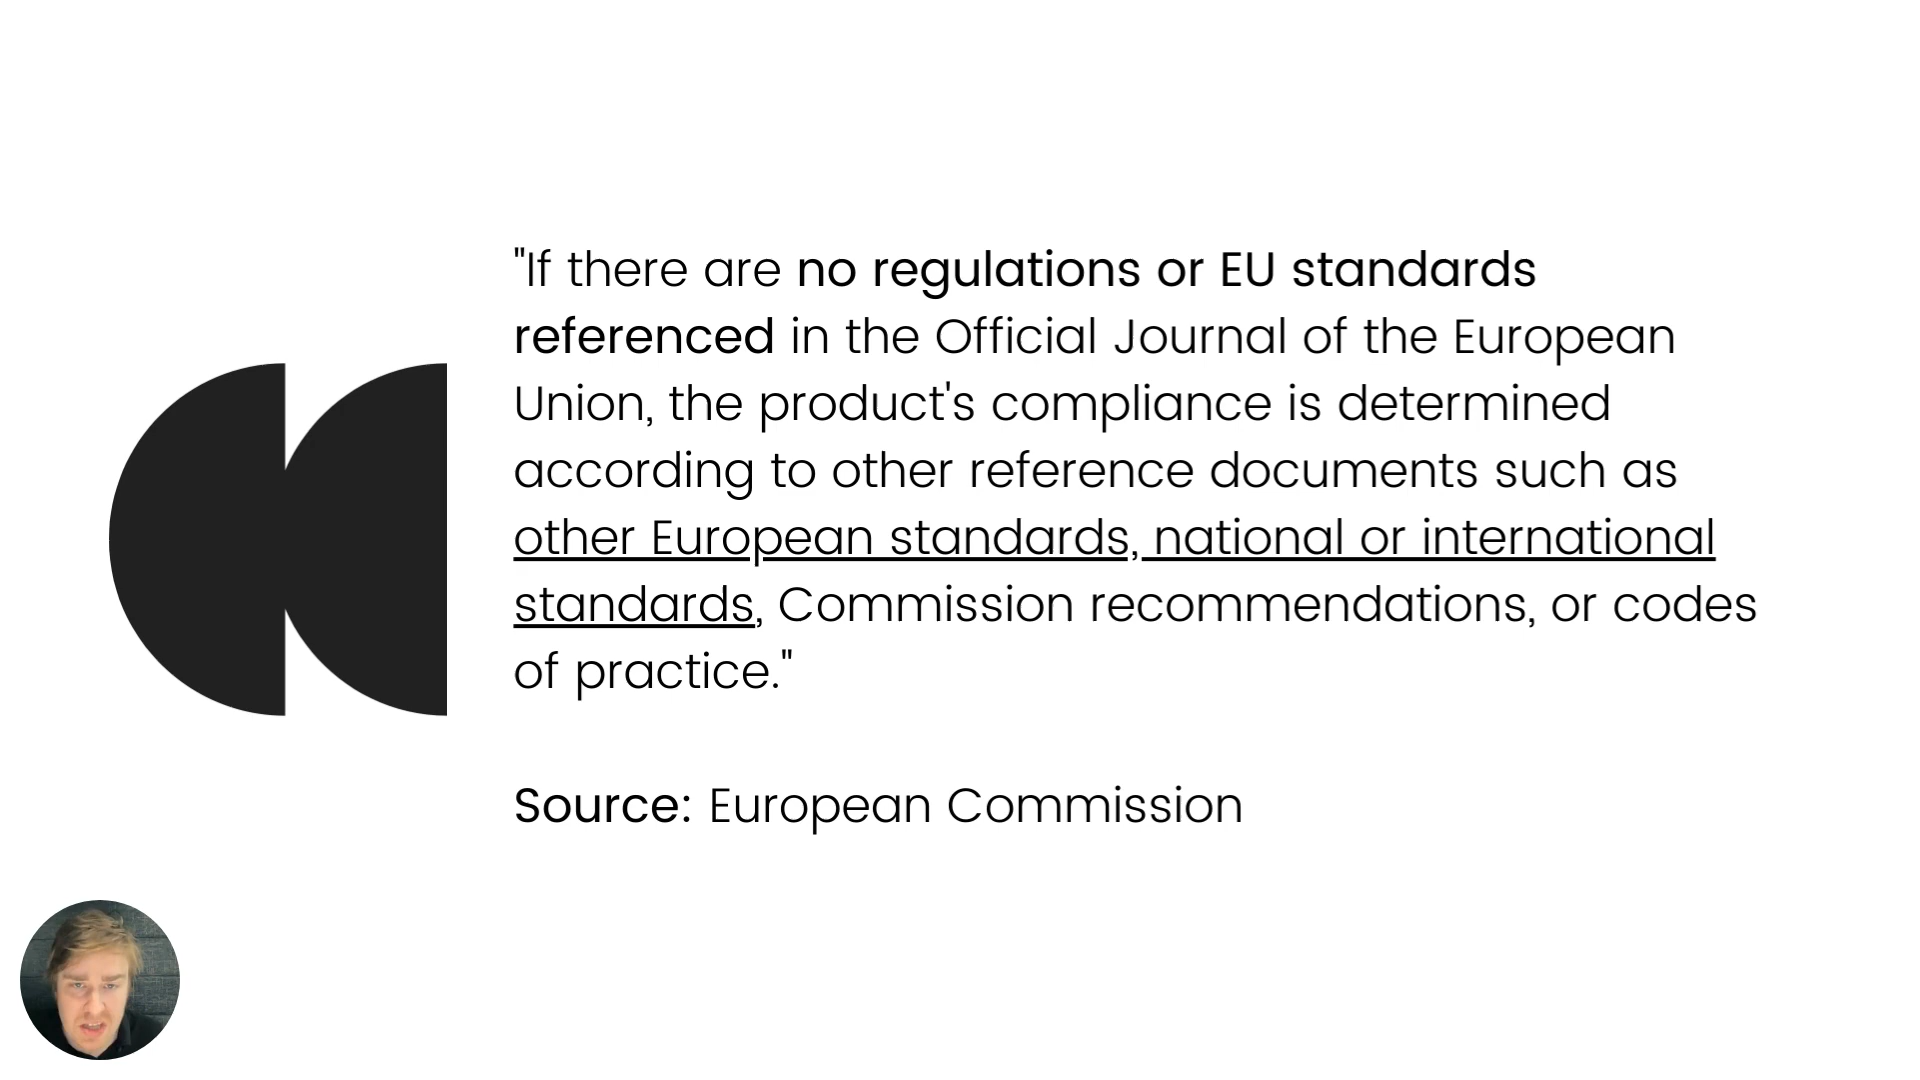 "If there are no regulations or EU standards
referenced in the Official Journal of the European
Union, the product's compliance is determined
according to other reference documents such as
other European standards, national or international
standards, Commission recommendations, or codes
of practice."
Source: European Commission